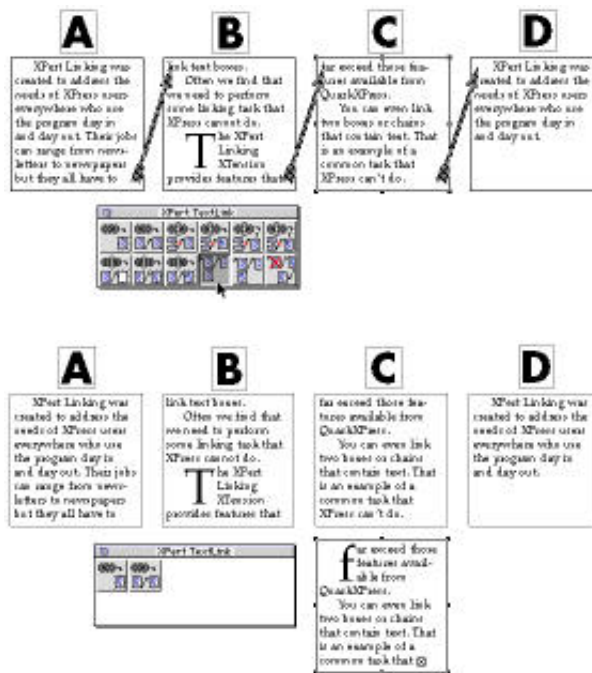 A
B
C
D
XPert Linking was
created to address the
needs of XPress users
everywhere who use
the program day in
and day out. Their jobs
can range from news-
letters to newspapers
but they all have to
link text boxes.
Often we find that
we need to perform
some linking task that
XPress cannot do.
The XPert
Linking
XTension
provides features that
far exceed those fea-
tures available from
QuarkXPress.
You can even link
two boxes or chains
that contain text. That
is an example of a
common task that
XPress can't do.
XPert Linking was
created to address the
needs of XPress users
everywhere who use
the program day in
and day out.
XPert TextLink
A
B
C
D
XPert Linking was
created to address the
needs of XPress users
everywhere who use
the program day in
and day out. Their jobs
can range from news-
letters to newspapers
but they all have to
link text boxes.
Often we find that
we need to perform
some linking task that
XPress cannot do.
The XPert
Linking
XTension
provides features that
far exceed those fea-
tures available from
QuarkXPress.
You can even link
two boxes or chains
that contain text. That
is an example of a
common task that
XPress can't do.
XPert Linking was
created to address the
needs of XPress users
everywhere who use
the program day in
and day out.
XPert TextLink
far exceed those
features avail-
able from
QuarkXPress.
You can even link
two boxes or chains
that contain text. That
is an example of a
common task that